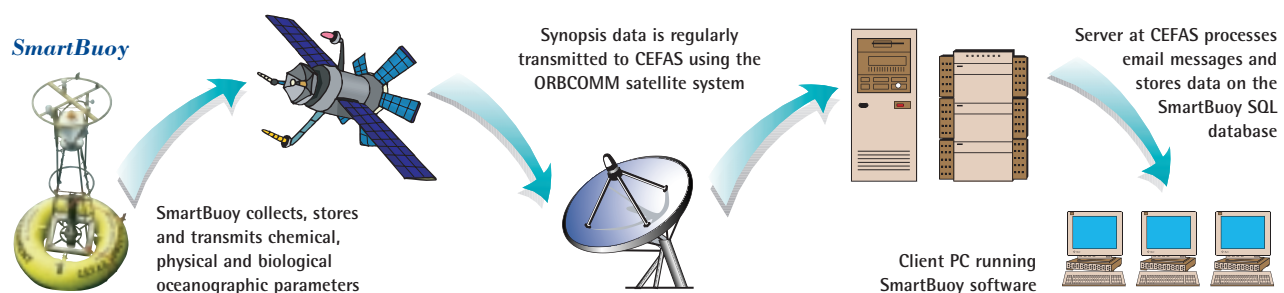 SmartBuoy
SmartBuoy collects, stores
and transmits chemical,
physical and biological
oceanographic parameters
Synopsis data is regularly
transmitted to CEFAS using the
ORBCOMM satellite system
Server at CEFAS processes
email messages and
stores data on the
SmartBuoy SQL
database
Client PC running
SmartBuoy software